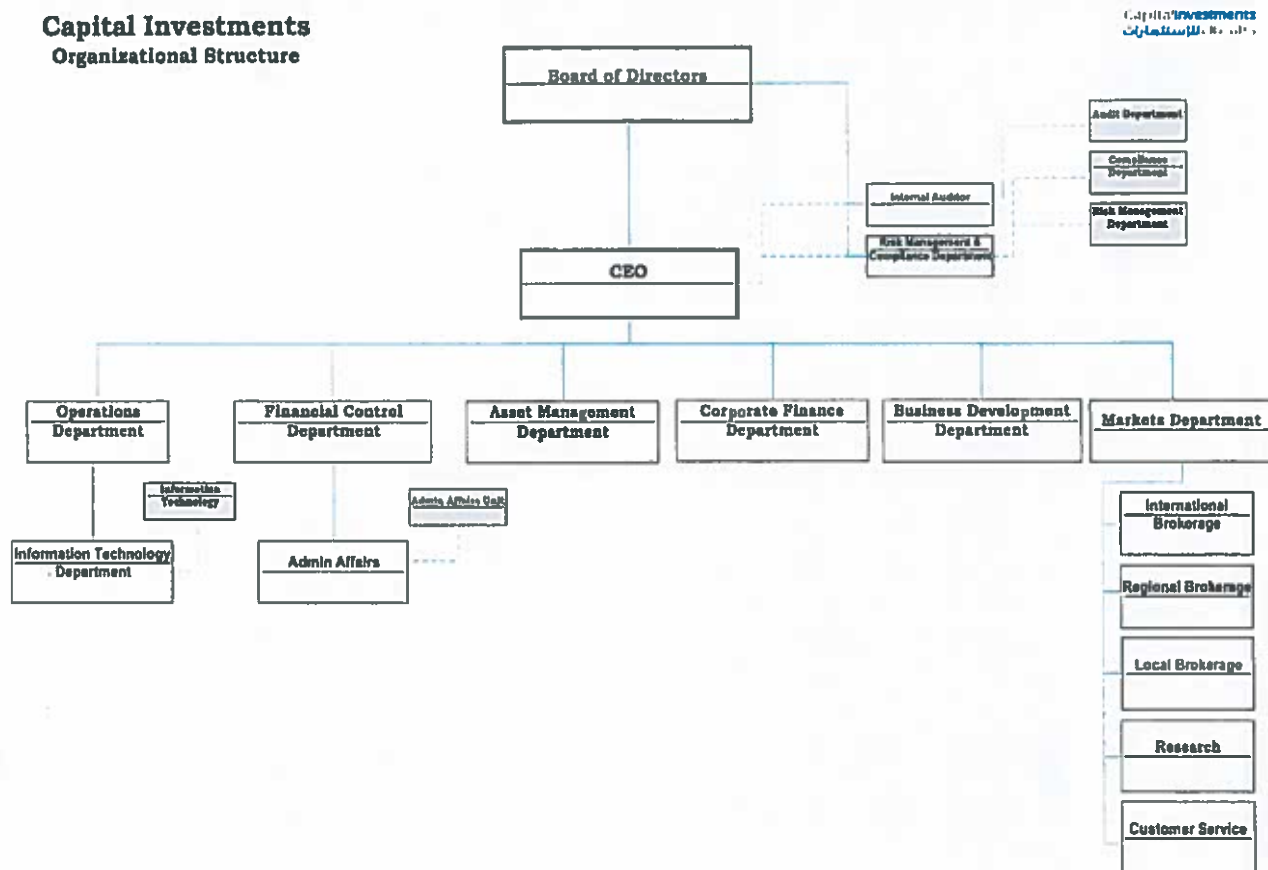 Capital Investments
Organizational Structure
Capital Investments
للإستثمارات
Board of Directors
Audit Department
Compliance
Department
Risk Management
Department
Internal Auditor
Risk Management &
Compliance Department
CEO
Operations
Department
Financial Control
Department
Asset Management
Department
Corporate Finance
Department
Business Development
Department
Markets Department
Information
Technology
Admin Affairs Unit
Information Technology
Department
Admin Affairs
International
Brokerage
Regional Brokerage
Local Brokerage
Research
Customer Service